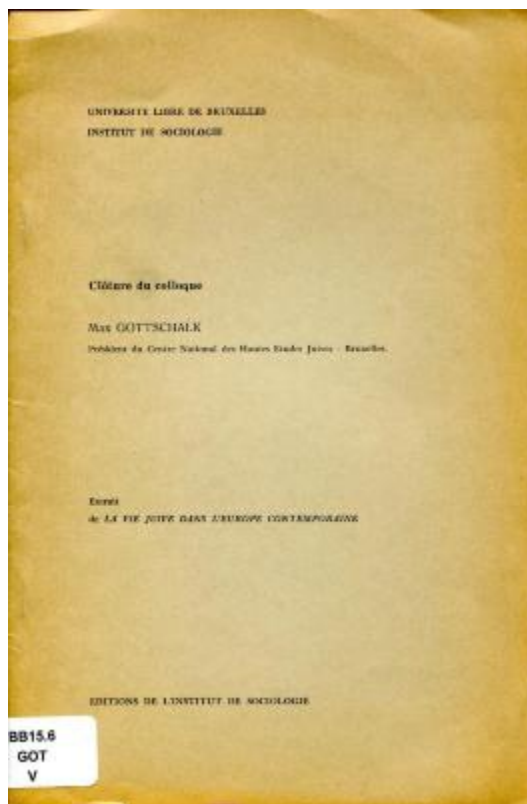 UNIVERSITE LIBRE DE BRUXELLES
INSTITUT DE SOCIOLOGIE
Clôture du colloque
Max GOTTSCHALK
Président du Centre National des Hautes Etudes Juives - Bruxelles.
Extrait
de LA VIE JUIVE DANS L'EUROPE CONTEMPORAINE
EDITIONS DE L'INSTITUT DE SOCIOLOGIE
BB15.6
GOT
V